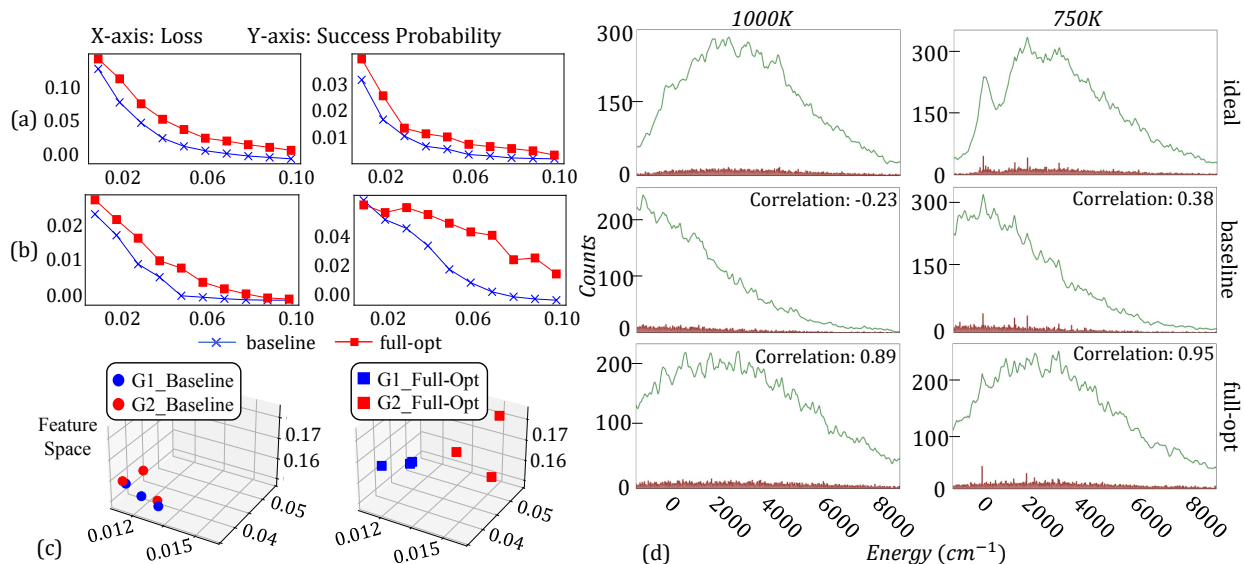 X-axis: Loss Y-axis: Success Probability
(a)
0.10
0.05
0.00
0.02 0.06 0.10
0.03
0.02
0.01
0.02 0.06 0.10
(b)
0.02
0.01
0.00
0.02 0.06 0.10
0.04
0.02
0.00
0.02 0.06 0.10
baseline full-opt
G1_Baseline
G2_Baseline
Feature
Space
0.17
0.16
0.05
0.04
0.012
0.015
G1_Full-Opt
G2_Full-Opt
0.17
0.16
0.05
0.04
0.012
0.015
(c)
1000K 750K
300
150
0
300
150
0
ideal
Correlation: -0.23
200
100
0
Correlation: 0.38
300
150
0
baseline
Counts
Correlation: 0.89
200
100
0
Correlation: 0.95
200
100
0
full-opt
0 2000 4000 6000 8000
0 2000 4000 6000 8000
(d)
Energy (cm⁻¹)